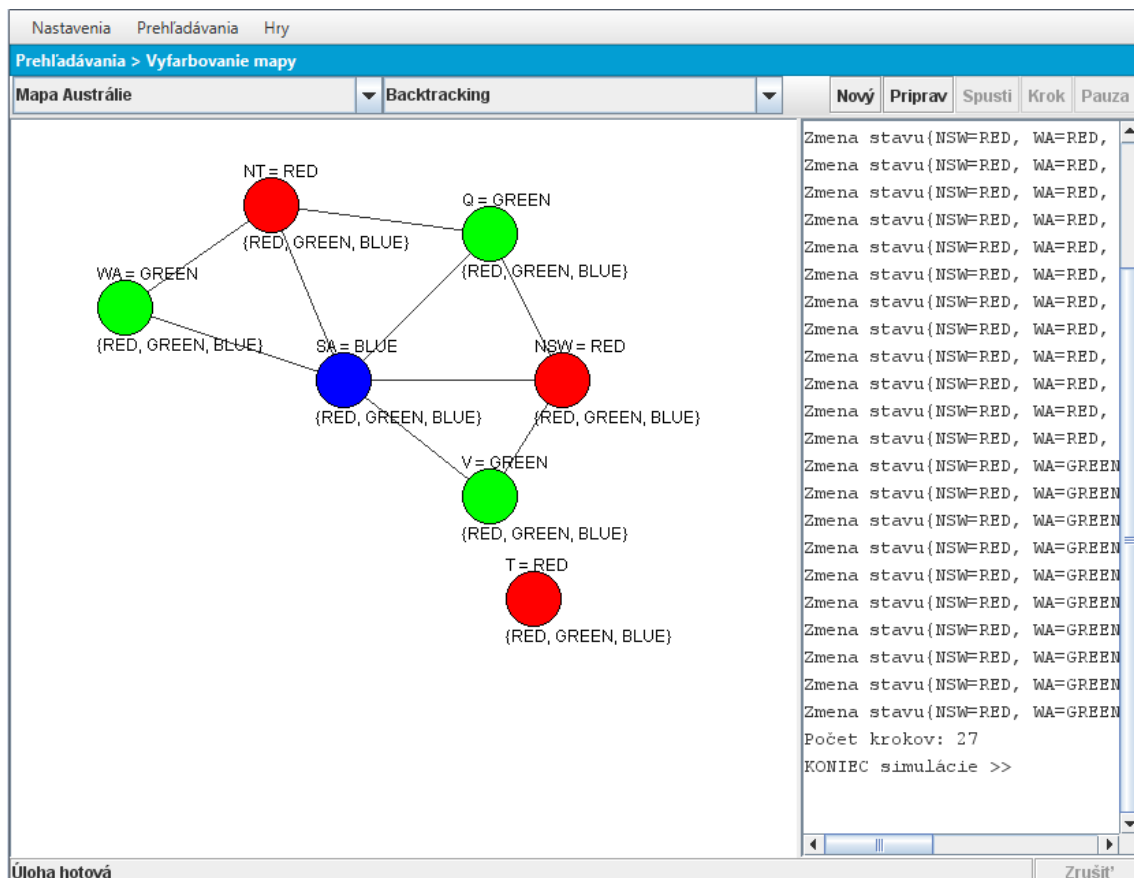 Nastavenia Prehľadávania Hry
Prehľadávania > Vyfarbovanie mapy
Mapa Austrálie Backtracking Nový Priprav Spusti Krok Pauza
NT = RED
{RED, GREEN, BLUE}
Q = GREEN
{RED, GREEN, BLUE}
WA = GREEN
{RED, GREEN, BLUE}
SA = BLUE
{RED, GREEN, BLUE}
NSW = RED
{RED, GREEN, BLUE}
V = GREEN
{RED, GREEN, BLUE}
T = RED
{RED, GREEN, BLUE}
Zmena stavu{NSW=RED, WA=RED,
Zmena stavu{NSW=RED, WA=RED,
Zmena stavu{NSW=RED, WA=RED,
Zmena stavu{NSW=RED, WA=RED,
Zmena stavu{NSW=RED, WA=RED,
Zmena stavu{NSW=RED, WA=RED,
Zmena stavu{NSW=RED, WA=RED,
Zmena stavu{NSW=RED, WA=RED,
Zmena stavu{NSW=RED, WA=RED,
Zmena stavu{NSW=RED, WA=RED,
Zmena stavu{NSW=RED, WA=RED,
Zmena stavu{NSW=RED, WA=RED,
Zmena stavu{NSW=RED, WA=GREEN
Zmena stavu{NSW=RED, WA=GREEN
Zmena stavu{NSW=RED, WA=GREEN
Zmena stavu{NSW=RED, WA=GREEN
Zmena stavu{NSW=RED, WA=GREEN
Zmena stavu{NSW=RED, WA=GREEN
Zmena stavu{NSW=RED, WA=GREEN
Zmena stavu{NSW=RED, WA=GREEN
Zmena stavu{NSW=RED, WA=GREEN
Zmena stavu{NSW=RED, WA=GREEN
Počet krokov: 27
KONIEC simulácie >>
Úloha hotová Zrušiť